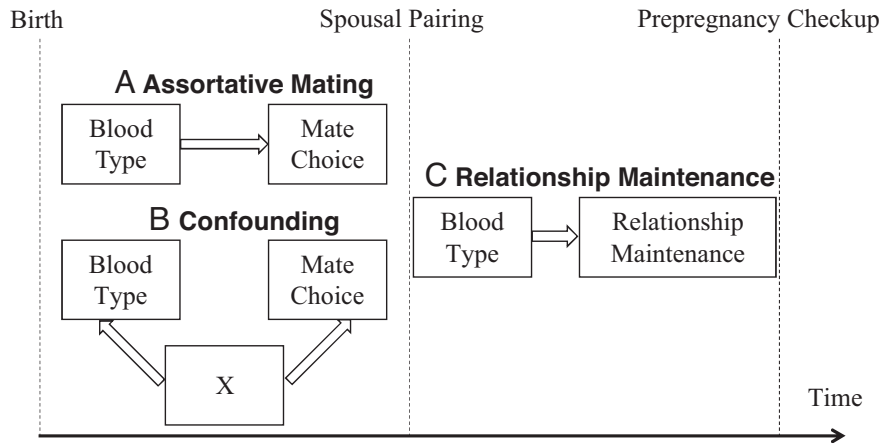 Birth
Spousal Pairing
Prepregnancy Checkup
A Assortative Mating
Blood
Type
Mate
Choice
B Confounding
Blood
Type
Mate
Choice
X
C Relationship Maintenance
Blood
Type
Relationship
Maintenance
Time